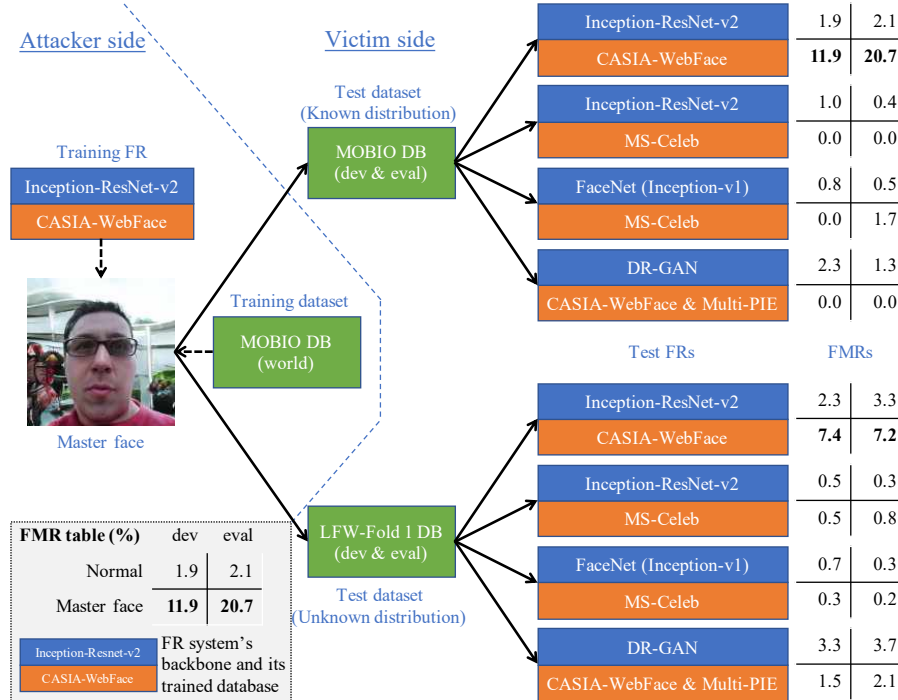 Attacker side
Victim side
Training FR
Inception-ResNet-v2
CASIA-WebFace
Master face
Training dataset
MOBIO DB
(world)
Test dataset
(Known distribution)
MOBIO DB
(dev & eval)
Inception-ResNet-v2 1.9 2.1
CASIA-WebFace 11.9 20.7
Inception-ResNet-v2 1.0 0.4
MS-Celeb 0.0 0.0
FaceNet (Inception-v1) 0.8 0.5
MS-Celeb 0.0 1.7
DR-GAN 2.3 1.3
CASIA-WebFace & Multi-PIE 0.0 0.0
Test FRs FMRs
LFW-Fold 1 DB
(dev & eval)
Test dataset
(Unknown distribution)
Inception-ResNet-v2 2.3 3.3
CASIA-WebFace 7.4 7.2
Inception-ResNet-v2 0.5 0.3
MS-Celeb 0.5 0.8
FaceNet (Inception-v1) 0.7 0.3
MS-Celeb 0.3 0.2
DR-GAN 3.3 3.7
CASIA-WebFace & Multi-PIE 1.5 2.1
FMR table (%) dev eval
Normal 1.9 2.1
Master face 11.9 20.7
Inception-Resnet-v2
CASIA-WebFace
FR system's
backbone and its
trained database